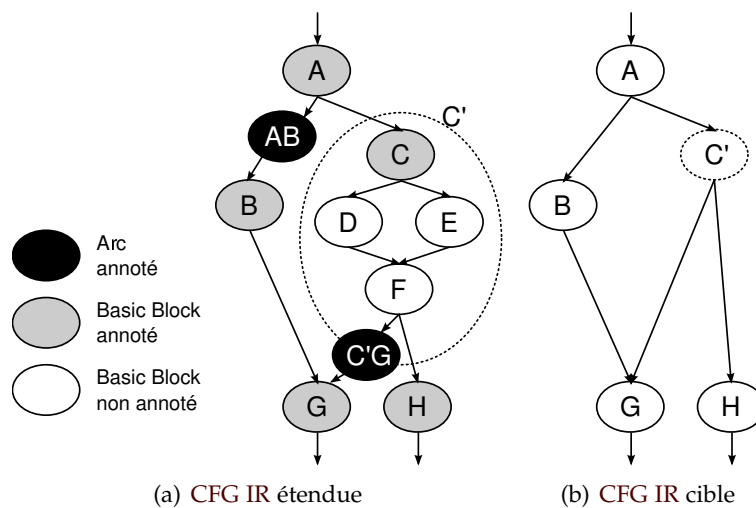 A
AB
C'
C
B
D
E
F
C'G
G
H
Arc
annoté
Basic Block
annoté
Basic Block
non annoté
(a) CFG IR étendue
A
C'
B
G
H
(b) CFG IR cible